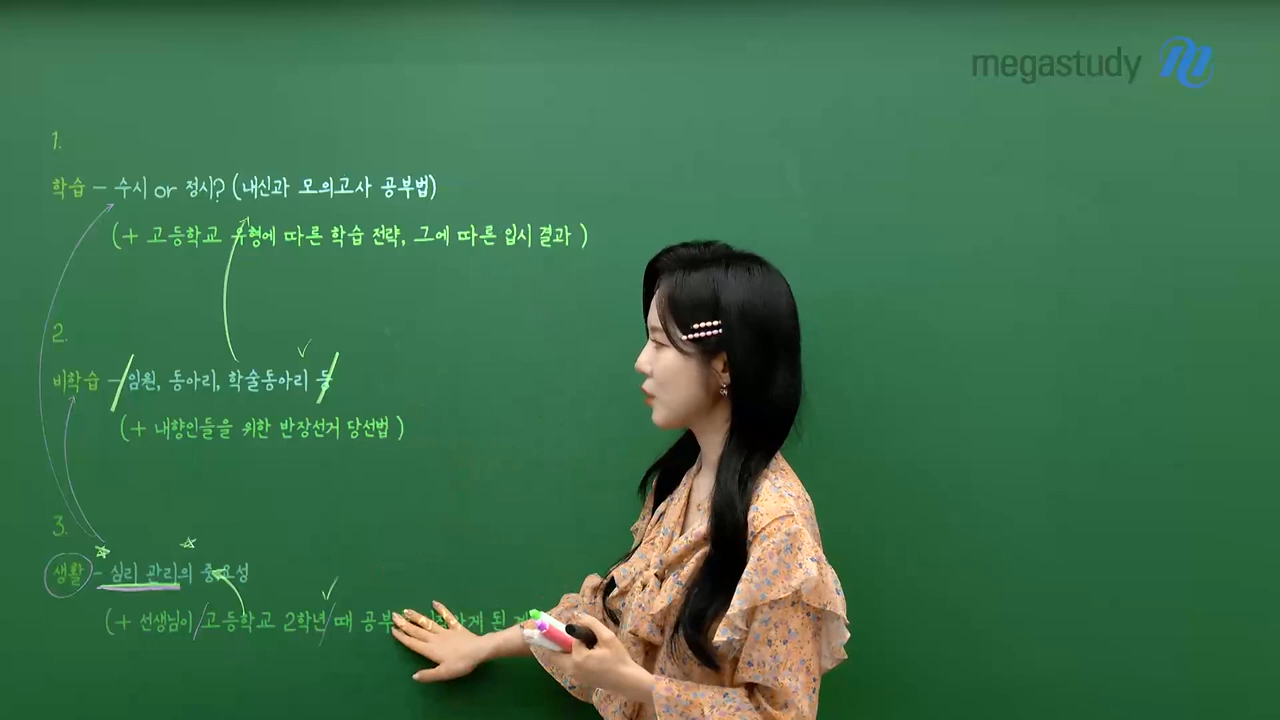 megastudy
1.
학습 - 수시 or 정시? (내신과 모의고사 공부법)
(+ 고등학교 유형에 따른 학습 전략, 그에 따른 입시 결과 )
2.
비학습 - 임원, 동아리, 학술동아리 등
(+ 내향인들을 위한 반장선거 당선법 )
3.
생활 - 심리 관리의 중요성
(+ 선생님이 고등학교 2학년 때 된